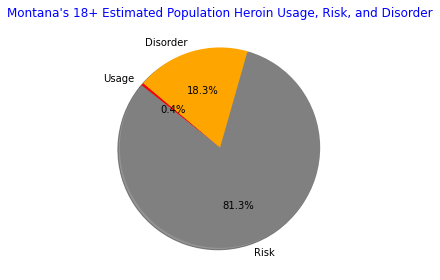 Montana's 18+ Estimated Population Heroin Usage, Risk, and Disorder
Disorder
Usage
18.3%
0.4%
81.3%
Risk